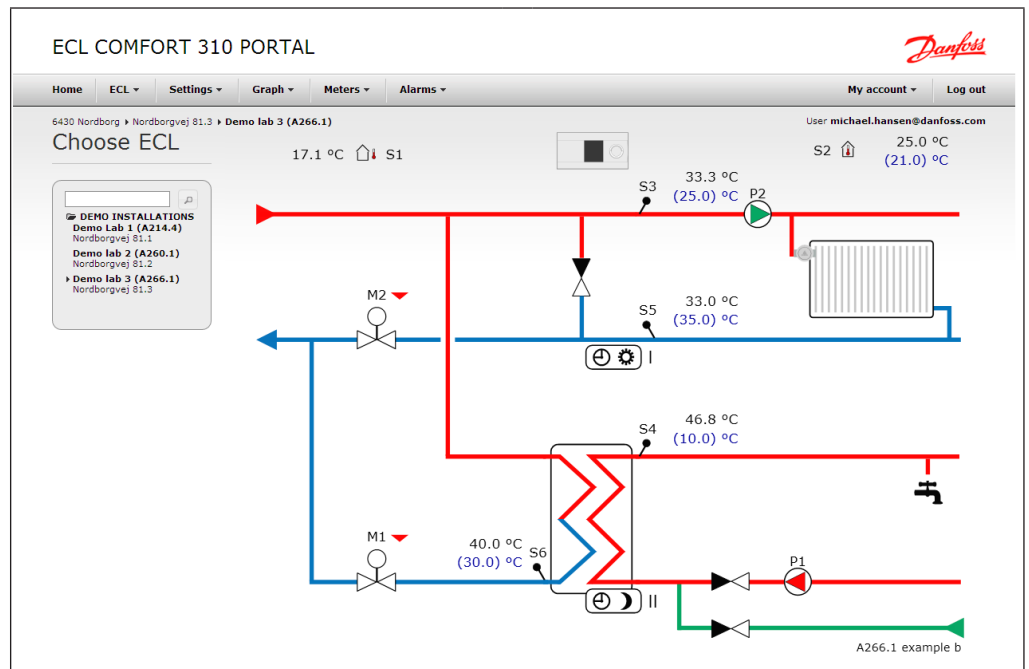 ECL COMFORT 310 PORTAL
Danfoss
Home ECL Settings Graph Meters Alarms My account Log out
6430 Nordborg Nordborgvej 81.3 Demo lab 3 (A266.1)
User michael.hansen@danfoss.com
Choose ECL
17.1 °C S1
S2 25.0 °C
(21.0) °C
DEMO INSTALLATIONS
Demo Lab 1 (A214.4)
Nordborgvej 81.1
Demo lab 2 (A260.1)
Nordborgvej 81.2
Demo lab 3 (A266.1)
Nordborgvej 81.3
S3 33.3 °C
(25.0) °C P2
M2
S5 33.0 °C
(35.0) °C
I
S4 46.8 °C
(10.0) °C
M1
40.0 °C
(30.0) °C S6
P1
II
A266.1 example b